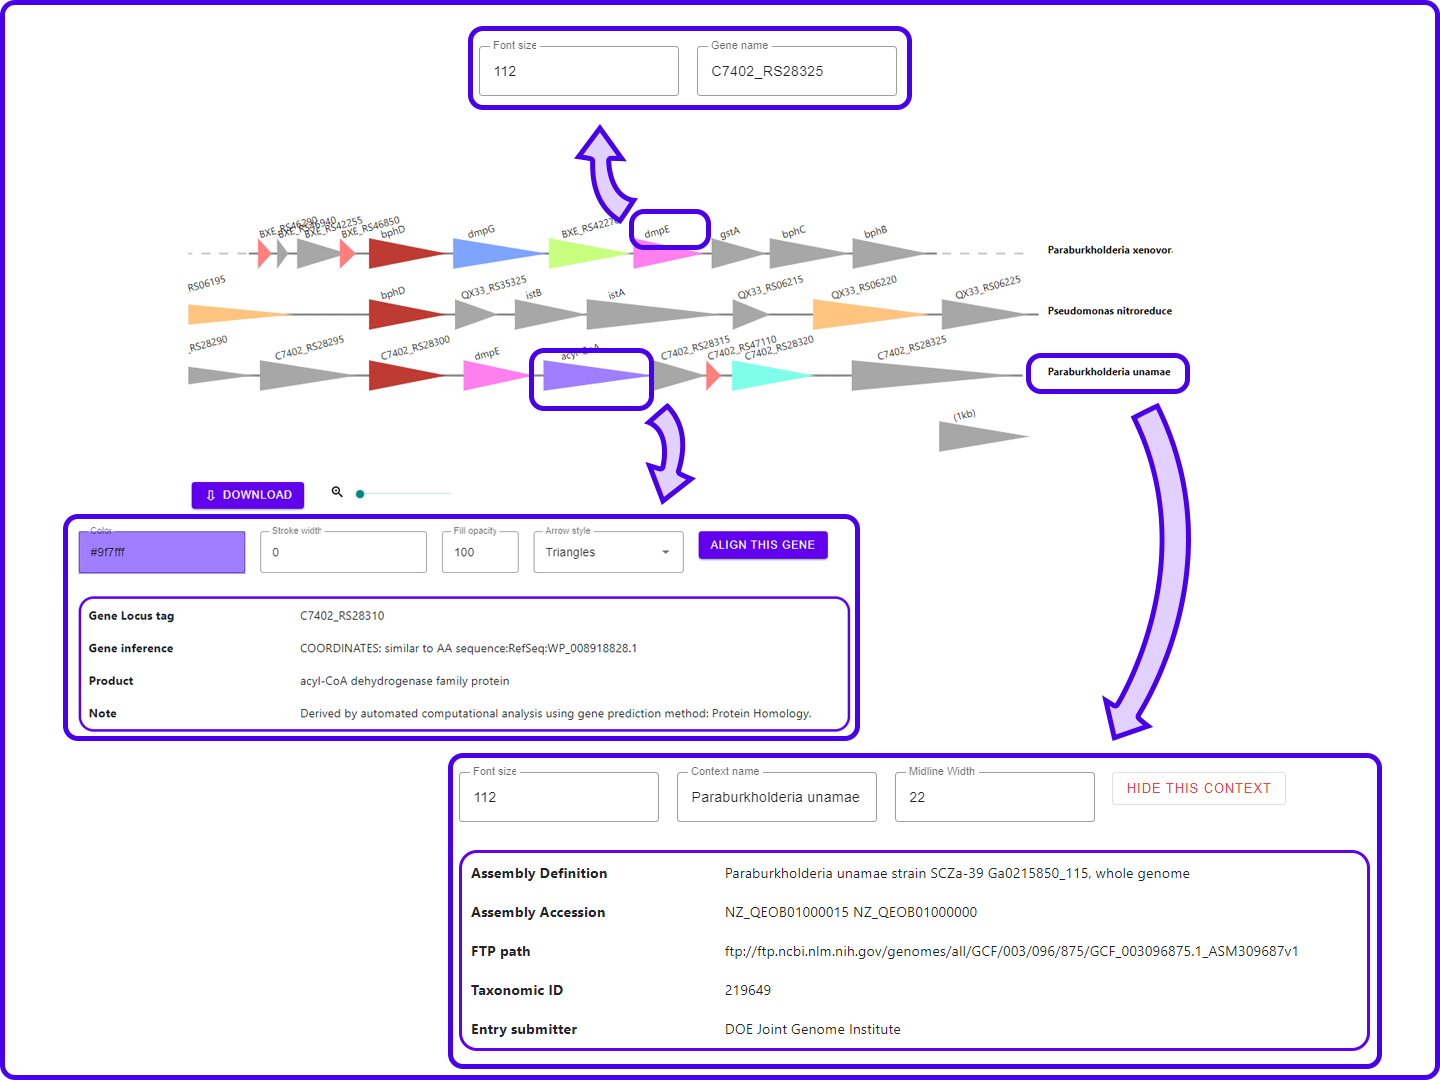 Font size
Gene name
112
C7402_RS28325
BXE_RS46290
BXE_RS46940
BXE_RS42255
BXE_RS46850
bphD
dmpG
BXE_RS42270
dmpE
gstA
bphC
bphB
Paraburkholderia xenovor
RS06195
bphD
QX33_RS35325
istB
istA
QX33_RS06215
QX33_RS06220
QX33_RS06225
Pseudomonas nitroreduce
_RS28290
C7402_RS28295
C7402_RS28300
dmpE
acyl-CoA
C7402_RS28315
C7402_RS47110
C7402_RS28320
C7402_RS28325
Paraburkholderia unamae
(1kb)
DOWNLOAD
Color
Stroke width
Fill opacity
Arrow style
#9f7fff
0
100
Triangles
ALIGN THIS GENE
Gene Locus tag C7402_RS28310
Gene inference COORDINATES: similar to AA sequence:RefSeq:WP_008918828.1
Product acyl-CoA dehydrogenase family protein
Note Derived by automated computational analysis using gene prediction method: Protein Homology.
Font size
Context name
Midline Width
112
Paraburkholderia unamae
22
HIDE THIS CONTEXT
Assembly Definition Paraburkholderia unamae strain SCZa-39 Ga0215850_115, whole genome
Assembly Accession NZ_QEOB01000015 NZ_QEOB01000000
FTP path ftp://ftp.ncbi.nlm.nih.gov/genomes/all/GCF/003/096/875/GCF_003096875.1_ASM309687v1
Taxonomic ID 219649
Entry submitter DOE Joint Genome Institute